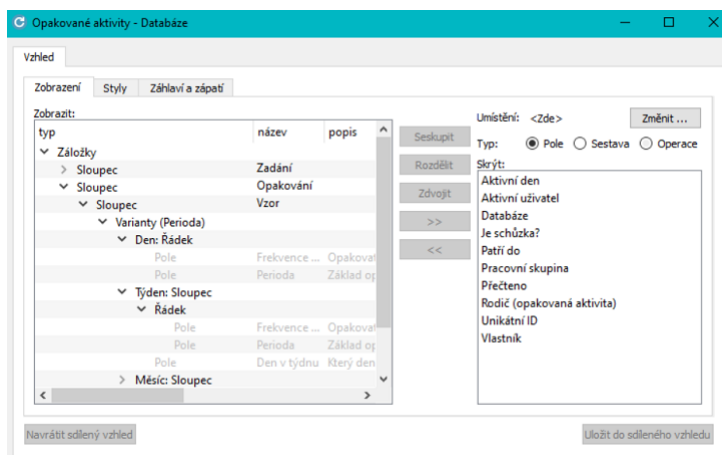 Opakované aktivity - Databáze
Vzhled
Zobrazení Styly Záhlaví a zápatí
Zobrazit:
typ název popis
Záložky
Sloupec Zadání
Sloupec Opakování
Sloupec Vzor
Varianty (Perioda)
Den: Řádek
Pole Frekvence ... Opakovat
Pole Perioda Základ op
Týden: Sloupec
Řádek
Pole Frekvence ... Opakovat
Pole Perioda Základ op
Pole Den v týdnu Který den
Měsíc: Sloupec
Seskupit
Rozdělit
Zdvojit
>>
<<
Umístění: <Zde> Změnit ...
Typ: Pole Sestava Operace
Skrýt:
Aktivní den
Aktivní uživatel
Databáze
Je schůzka?
Patří do
Pracovní skupina
Přečteno
Rodič (opakovaná aktivita)
Unikátní ID
Vlastník
Navrátit sdílený vzhled Uložit do sdíleného vzhledu